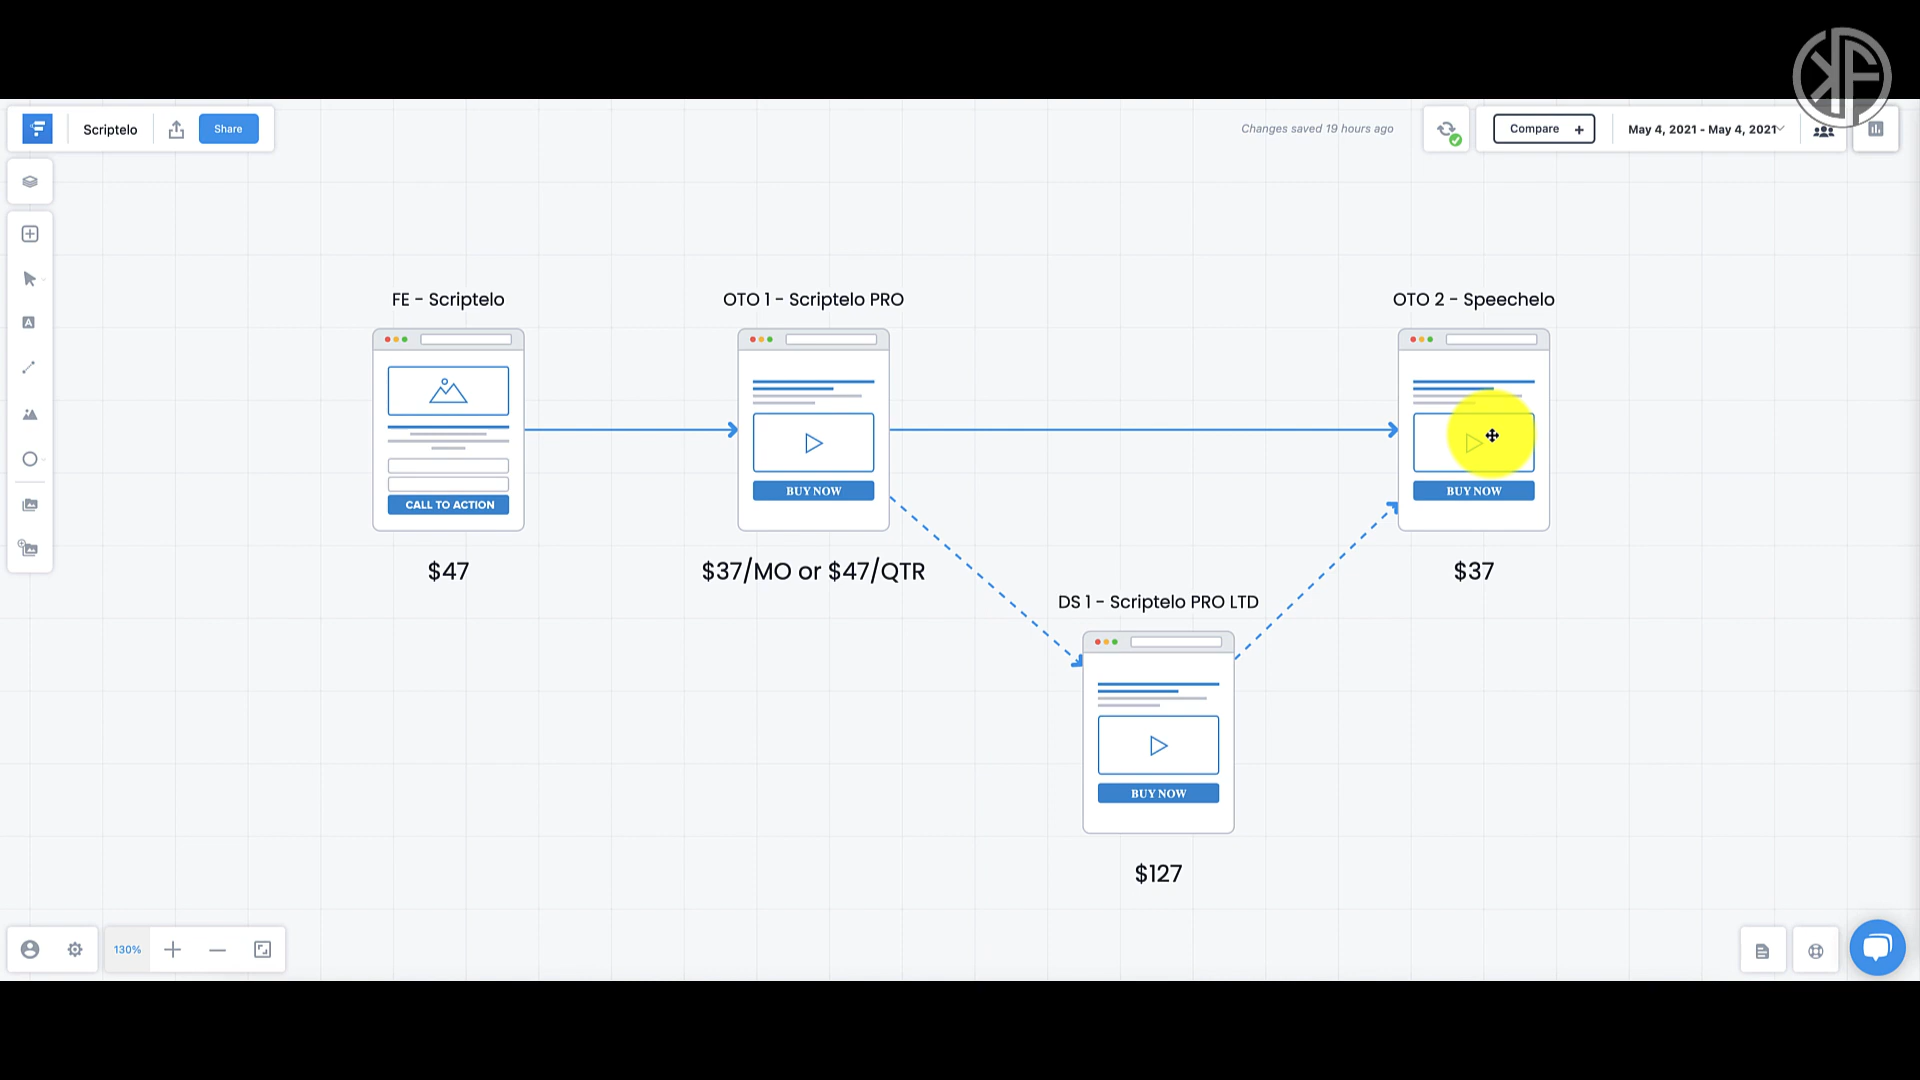 Scriptelo
Share
Changes saved 19 hours ago
Compare +
May 4, 2021 - May 4, 2021
FE - Scriptelo
OTO 1 - Scriptelo PRO
OTO 2 - Speechelo
BUY NOW
BUY NOW
CALL TO ACTION
$47
$37/MO or $47/QTR
$37
DS 1 - Scriptelo PRO LTD
BUY NOW
$127
130%
KF